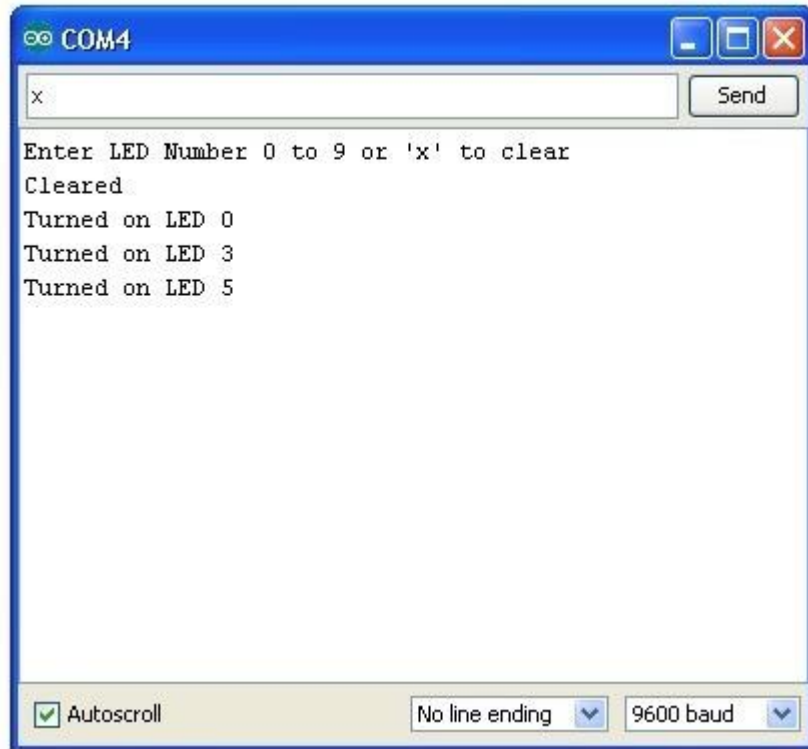 COM4
x
Send
Enter LED Number 0 to 9 or 'x' to clear
Cleared
Turned on LED 0
Turned on LED 3
Turned on LED 5
Autoscroll
No line ending
9600 baud